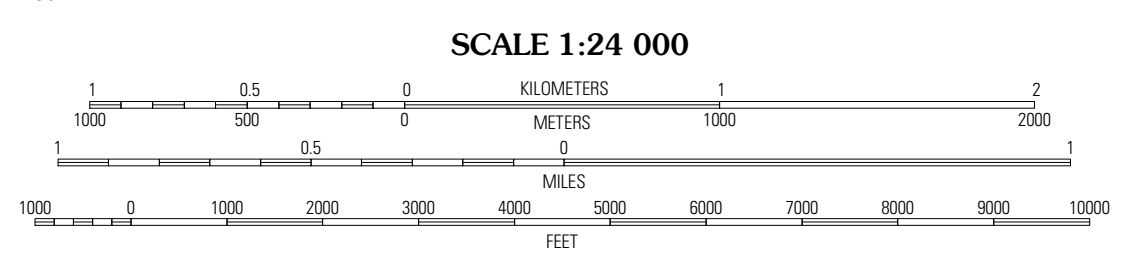 SCALE 1:24 000
1 0.5 0 KILOMETERS 1 2
1000 500 0 METERS 1000 2000
1 0.5 0 1
MILES
1000 0 1000 2000 3000 4000 5000 6000 7000 8000 9000 10000
FEET